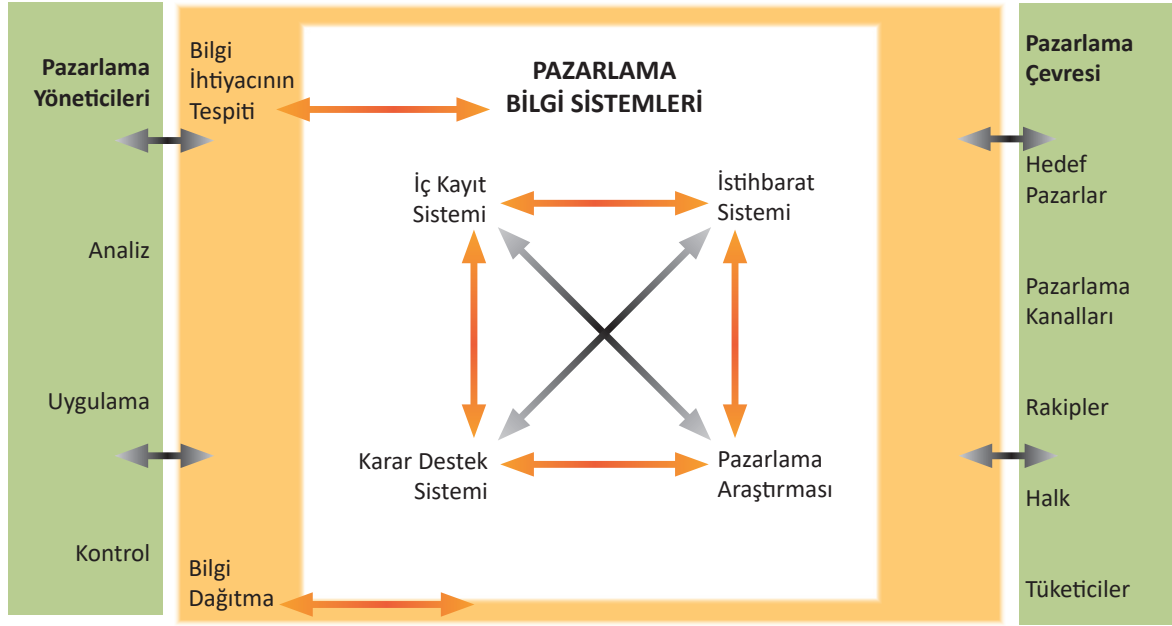 Pazarlama
Yöneticileri
Analiz
Uygulama
Kontrol
Bilgi
İhtiyacının
Tespiti
Bilgi
Dağıtma
PAZARLAMA
BİLGİ SİSTEMLERİ
İç Kayıt
Sistemi
İstihbarat
Sistemi
Karar Destek
Sistemi
Pazarlama
Araştırması
Pazarlama
Çevresi
Hedef
Pazarlar
Pazarlama
Kanalları
Rakipler
Halk
Tüketiciler